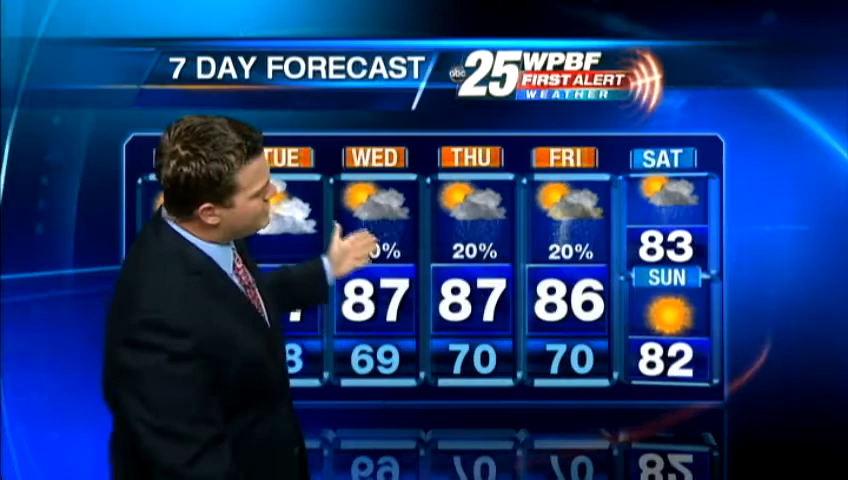 7 DAY FORECAST
abc 25 WPBF
FIRST ALERT
WEATHER
TUE WED THU FRI SAT
20% 20%
83
SUN
87 87 86
82
69 70 70